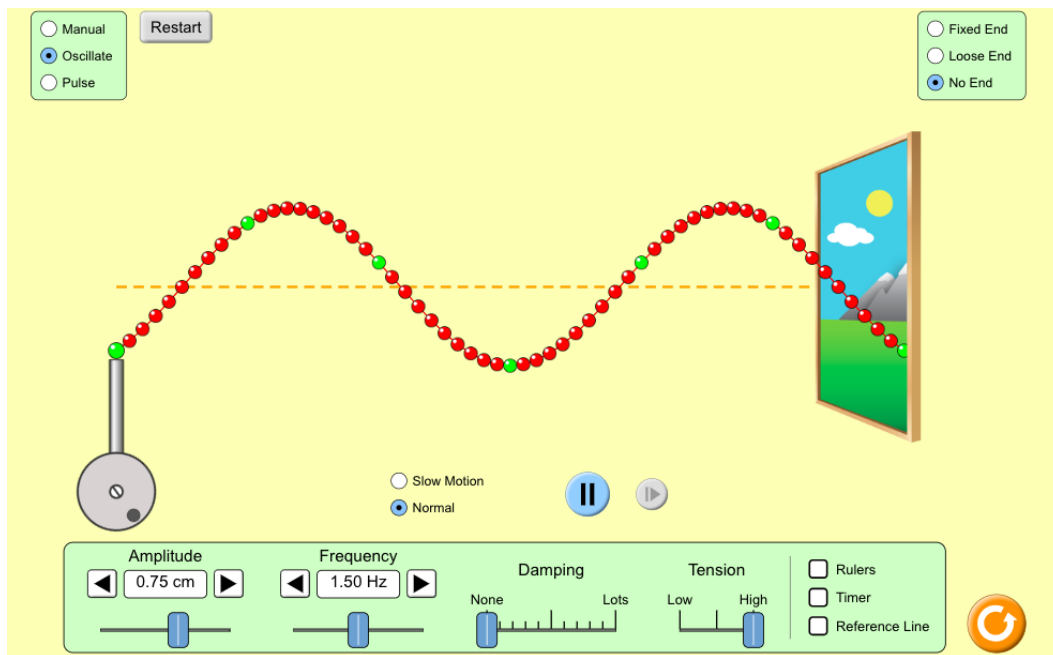 Manual
Oscillate
Pulse
Restart
Fixed End
Loose End
No End
Slow Motion
Normal
Amplitude
0.75 cm
Frequency
1.50 Hz
Damping
None
Lots
Tension
Low
High
Rulers
Timer
Reference Line